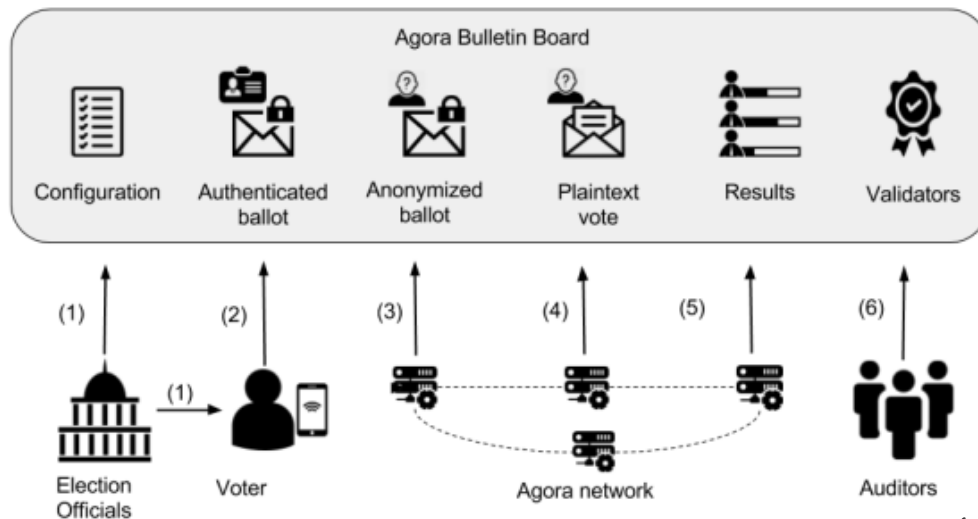 Agora Bulletin Board
Configuration
Authenticated
ballot
Anonymized
ballot
Plaintext
vote
Results
Validators
(1)
(2)
(3)
(4)
(5)
(6)
(1)
Election
Officials
Voter
Agora network
Auditors